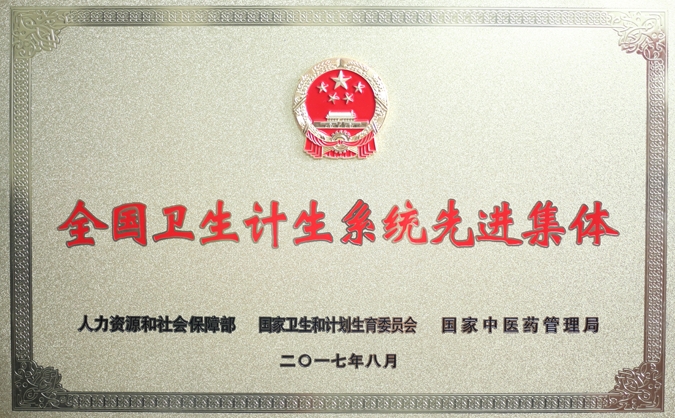 全国卫生计生系统先进集体
人力资源和社会保障部 国家卫生和计划生育委员会 国家中医药管理局
二〇一七年八月